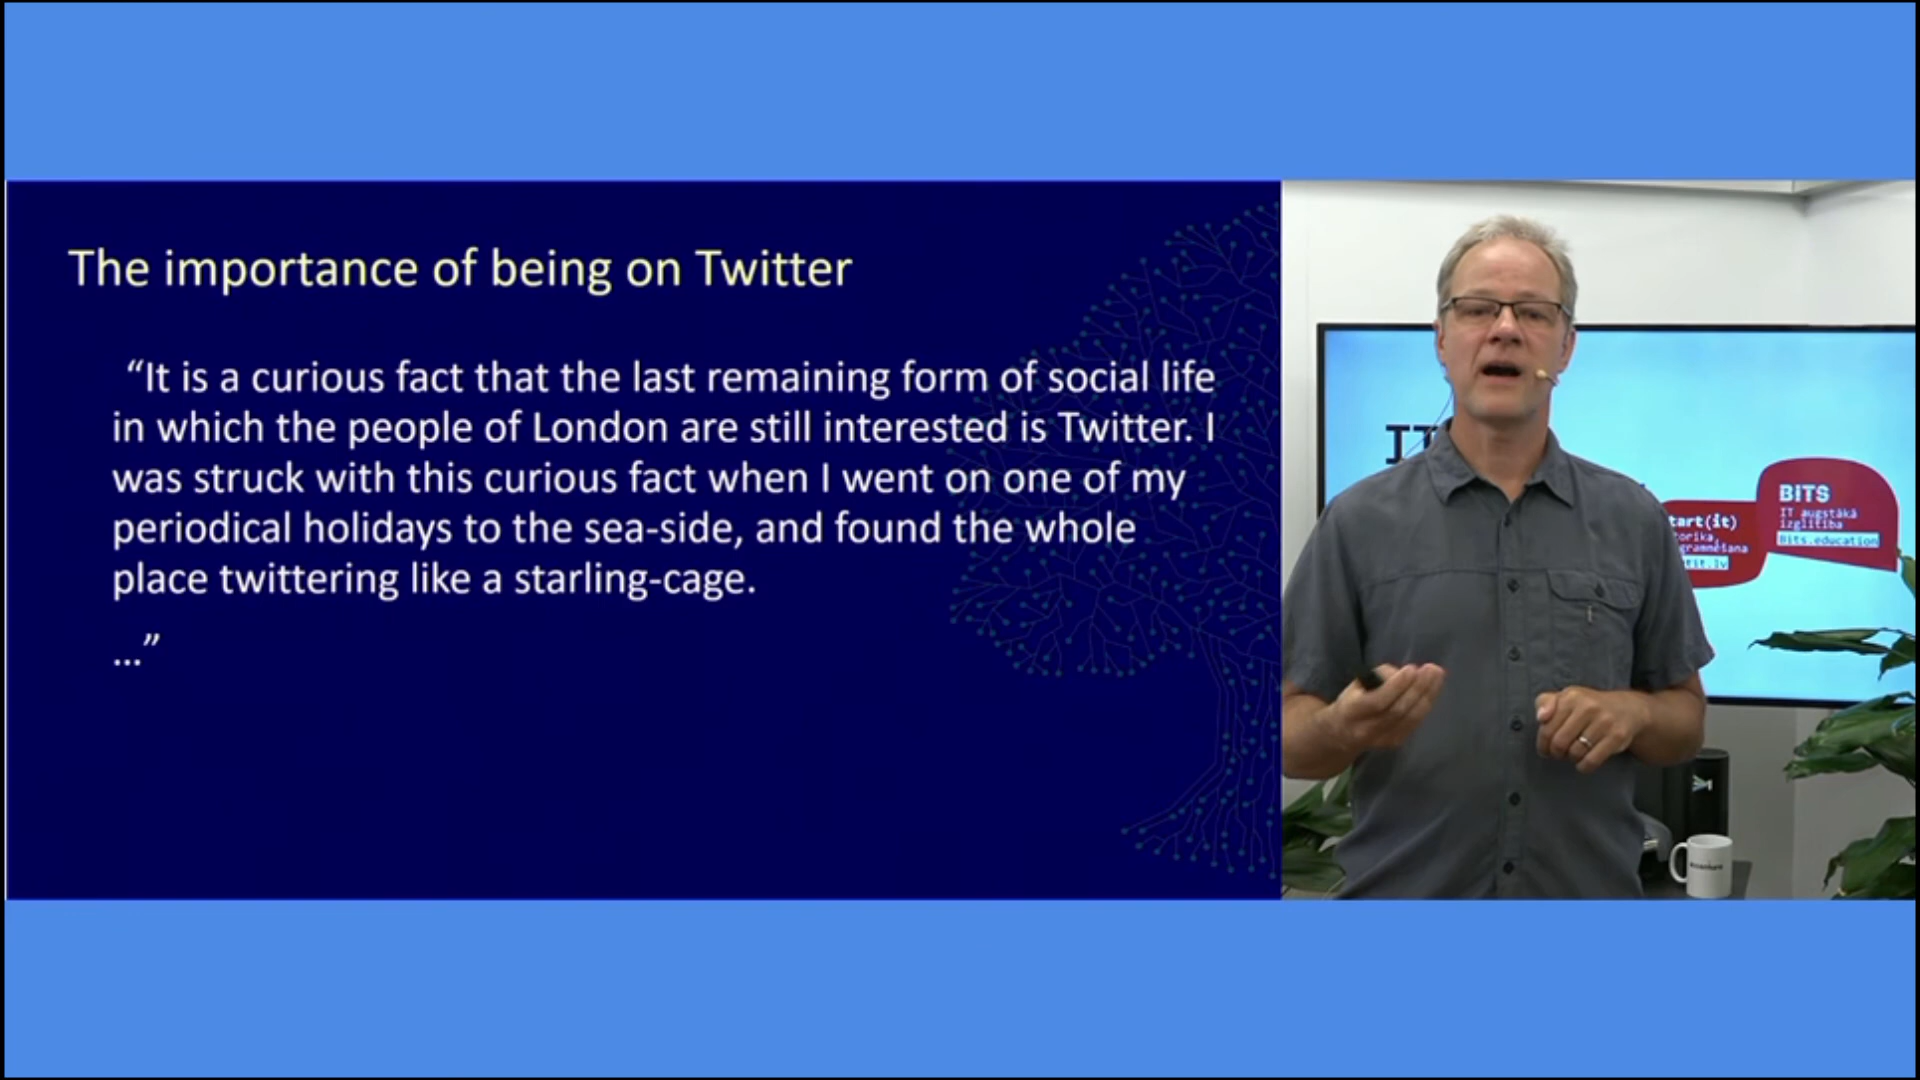 The importance of being on Twitter
“It is a curious fact that the last remaining form of social life
in which the people of London are still interested is Twitter. I
was struck with this curious fact when I went on one of my
periodical holidays to the sea-side, and found the whole
place twittering like a starling-cage.
…”
IT
tart(it)
BITS
IT augstākā
izglītība
Bits.education
accenture